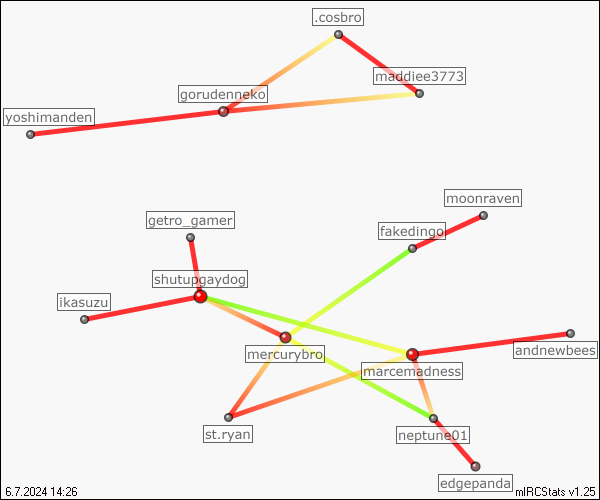 .cosbro
maddiee3773
gorudenneko
yoshimanden
moonraven
getro_gamer
fakedingo
shutupgaydog
ikasuzu
mercurybro
andnewbees
marcemadness
st.ryan
neptune01
edgepanda
6.7.2024 14:26
mIRCStats v1.25